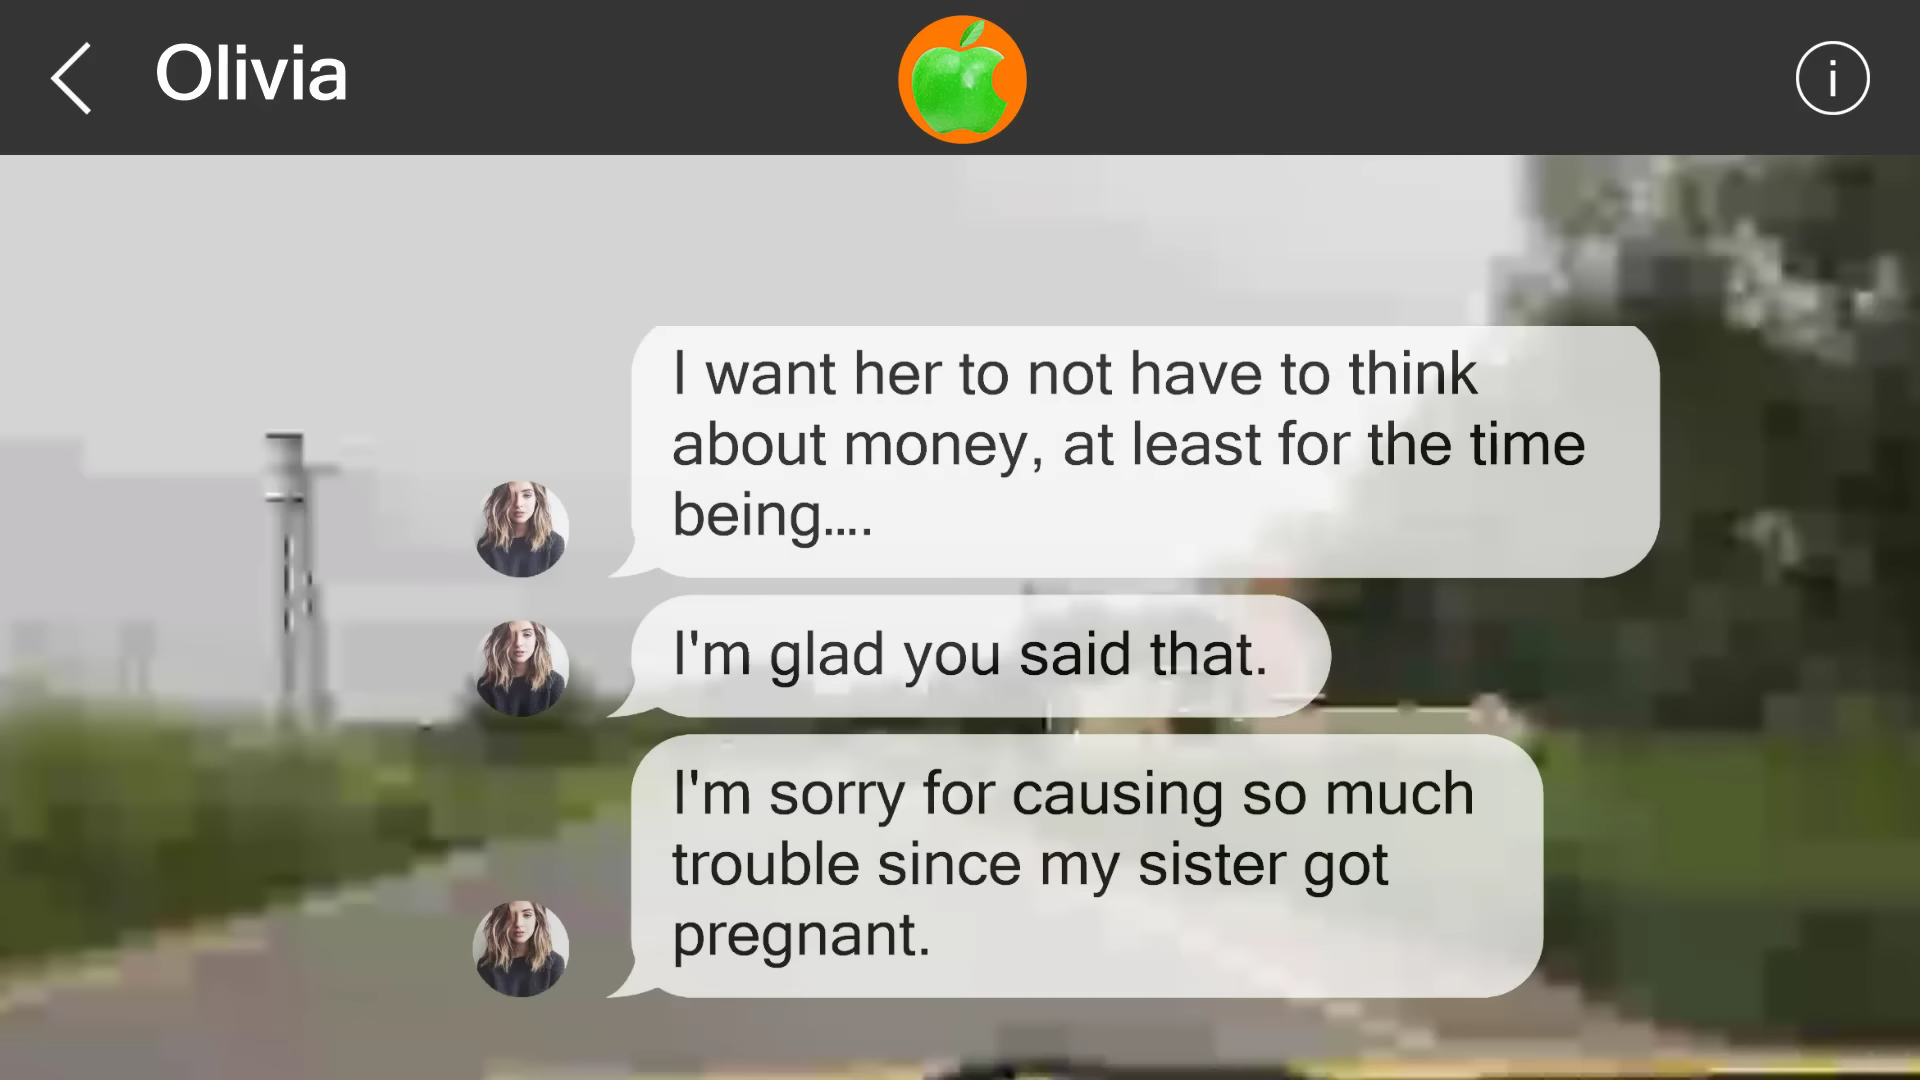 Olivia
i
I want her to not have to think
about money, at least for the time
being....
I'm glad you said that.
I'm sorry for causing so much
trouble since my sister got
pregnant.